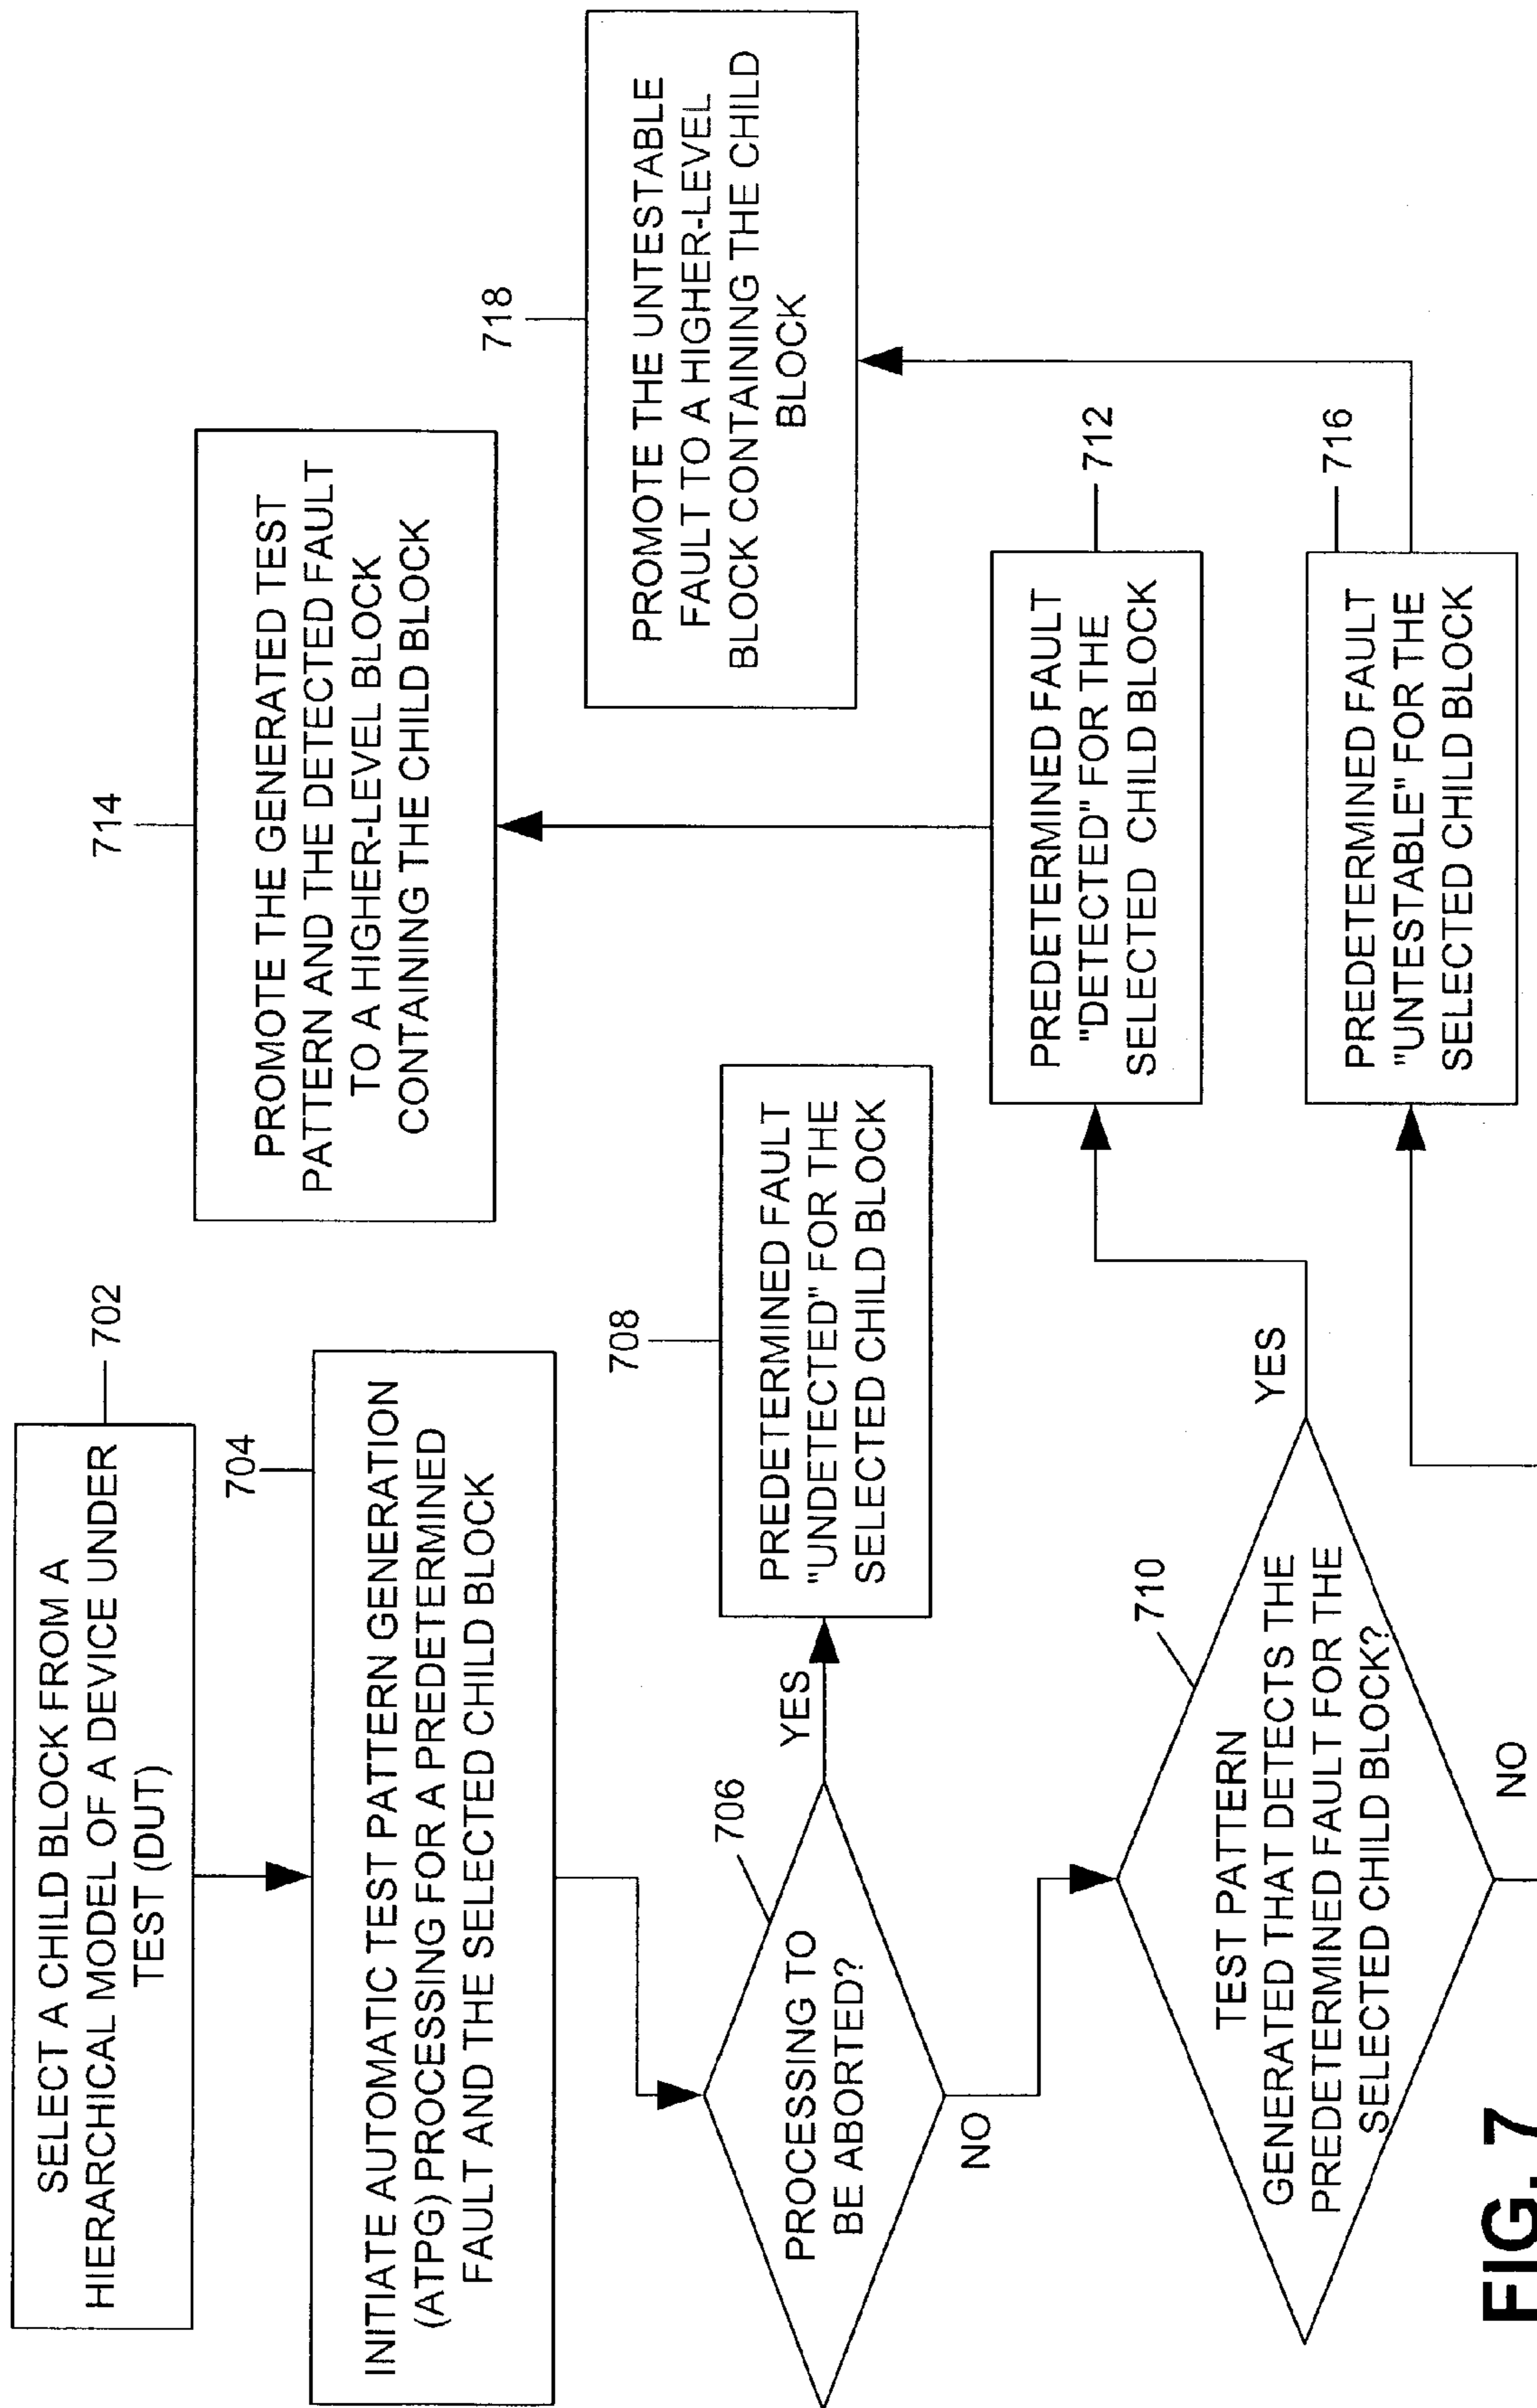 SELECT A CHILD BLOCK FROM A
HIERARCHICAL MODEL OF A DEVICE UNDER
TEST (DUT)
702
704
INITIATE AUTOMATIC TEST PATTERN GENERATION
(ATPG) PROCESSING FOR A PREDETERMINED
FAULT AND THE SELECTED CHILD BLOCK
706
PROCESSING TO
BE ABORTED?
YES
NO
708
PREDETERMINED FAULT
"UNDETECTED" FOR THE
SELECTED CHILD BLOCK
710
TEST PATTERN
GENERATED THAT DETECTS THE
PREDETERMINED FAULT FOR THE
SELECTED CHILD BLOCK?
YES
NO
PREDETERMINED FAULT
"DETECTED" FOR THE
SELECTED CHILD BLOCK
712
714
PROMOTE THE GENERATED TEST
PATTERN AND THE DETECTED FAULT
TO A HIGHER-LEVEL BLOCK
CONTAINING THE CHILD BLOCK
PREDETERMINED FAULT
"UNTESTABLE" FOR THE
SELECTED CHILD BLOCK
716
718
PROMOTE THE UNTESTABLE
FAULT TO A HIGHER-LEVEL
BLOCK CONTAINING THE CHILD
BLOCK
FIG. 7